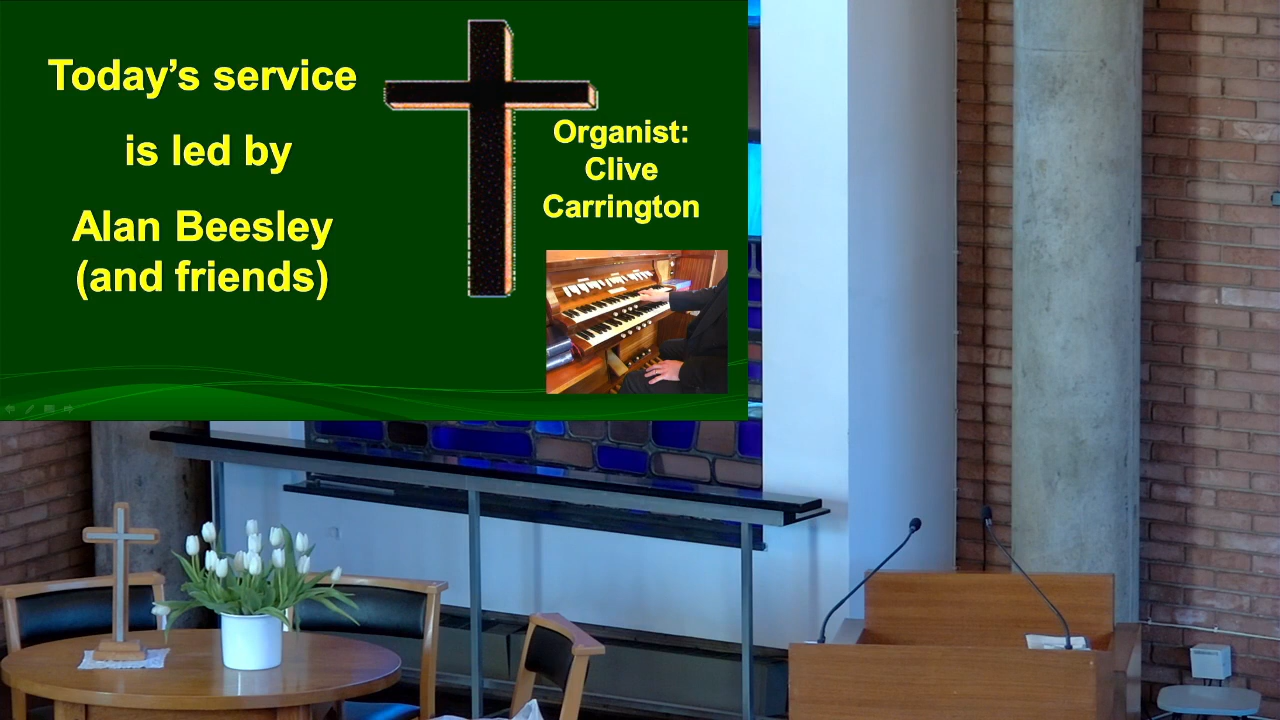 Today’s service
is led by
Alan Beesley
(and friends)
Organist:
Clive
Carrington